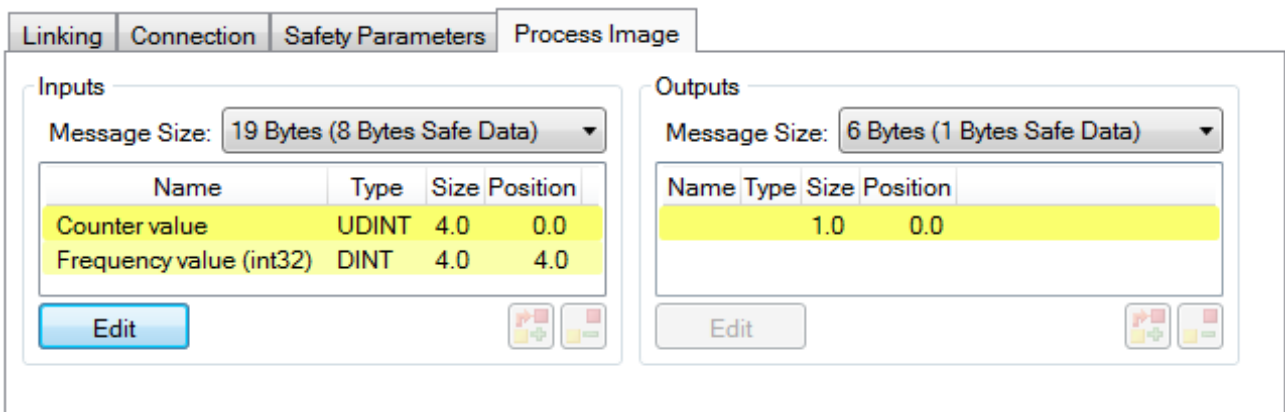 Linking Connection Safety Parameters Process Image
Inputs
Message Size: 19 Bytes (8 Bytes Safe Data)
Name Type Size Position
Counter value UDINT 4.0 0.0
Frequency value (int32) DINT 4.0 4.0
Edit
Outputs
Message Size: 6 Bytes (1 Bytes Safe Data)
Name Type Size Position
1.0 0.0
Edit